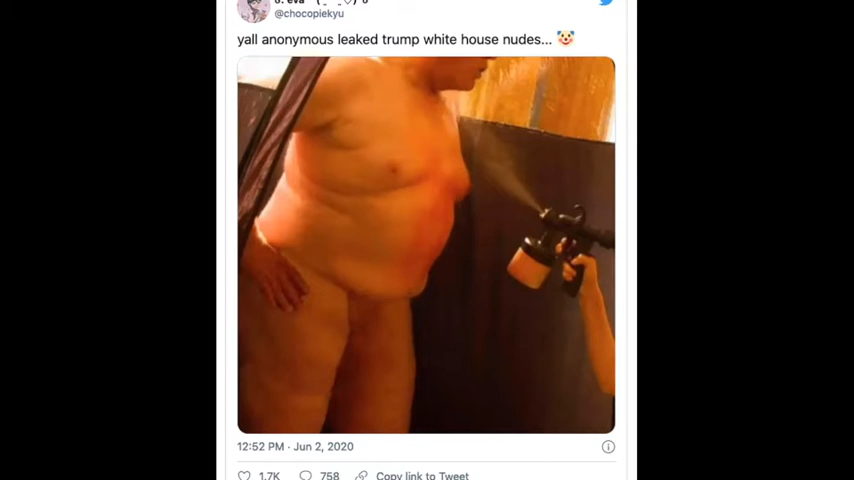 @chocopiekyu
yall anonymous leaked trump white house nudes... 🤡
12:52 PM · Jun 2, 2020
1.7K 758 Copy link to Tweet